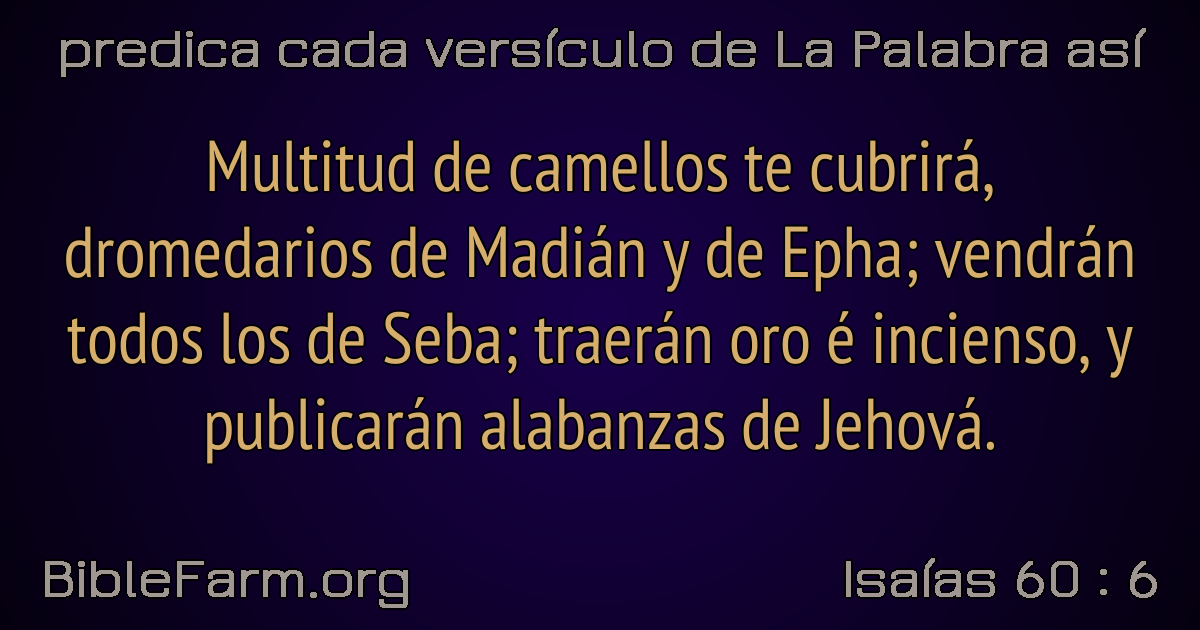 predica cada versículo de La Palabra así
Multitud de camellos te cubrirá,
dromedarios de Madián y de Epha; vendrán
todos los de Seba; traerán oro é incienso, y
publicarán alabanzas de Jehová.
BibleFarm.org
Isaías 60 : 6